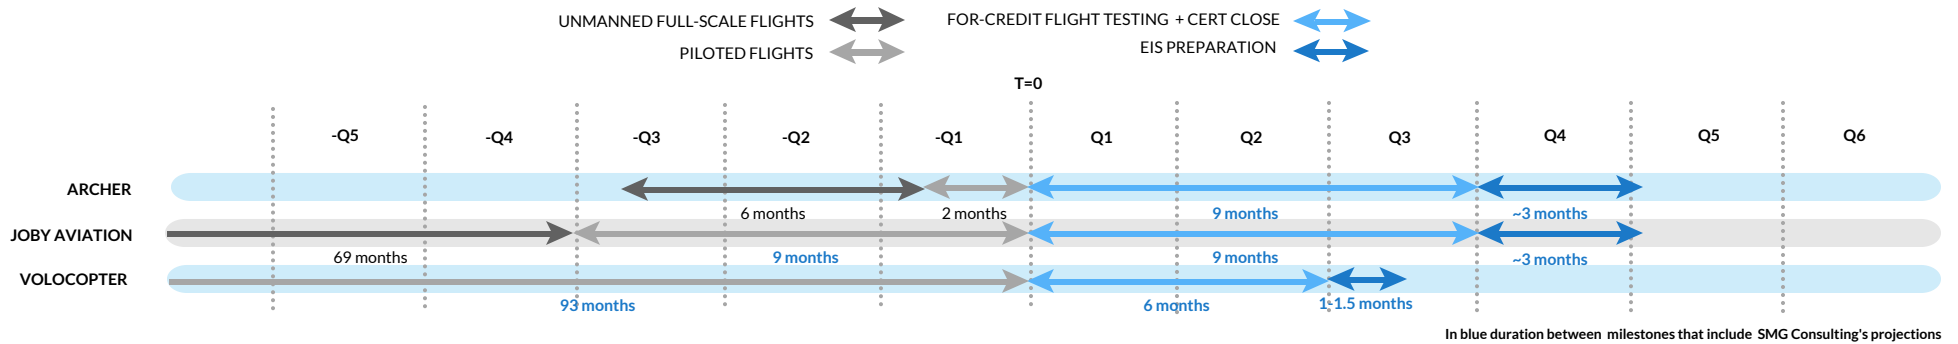 UNMANNED FULL-SCALE FLIGHTS
FOR-CREDIT FLIGHT TESTING + CERT CLOSE
PILOTED FLIGHTS
EIS PREPARATION
T=0
-Q5 -Q4 -Q3 -Q2 -Q1 Q1 Q2 Q3 Q4 Q5 Q6
ARCHER
6 months 2 months 9 months ~3 months
JOBY AVIATION
69 months 9 months 9 months ~3 months
VOLOCOPTER
93 months 6 months 1-1.5 months
In blue duration between milestones that include SMG Consulting's projections